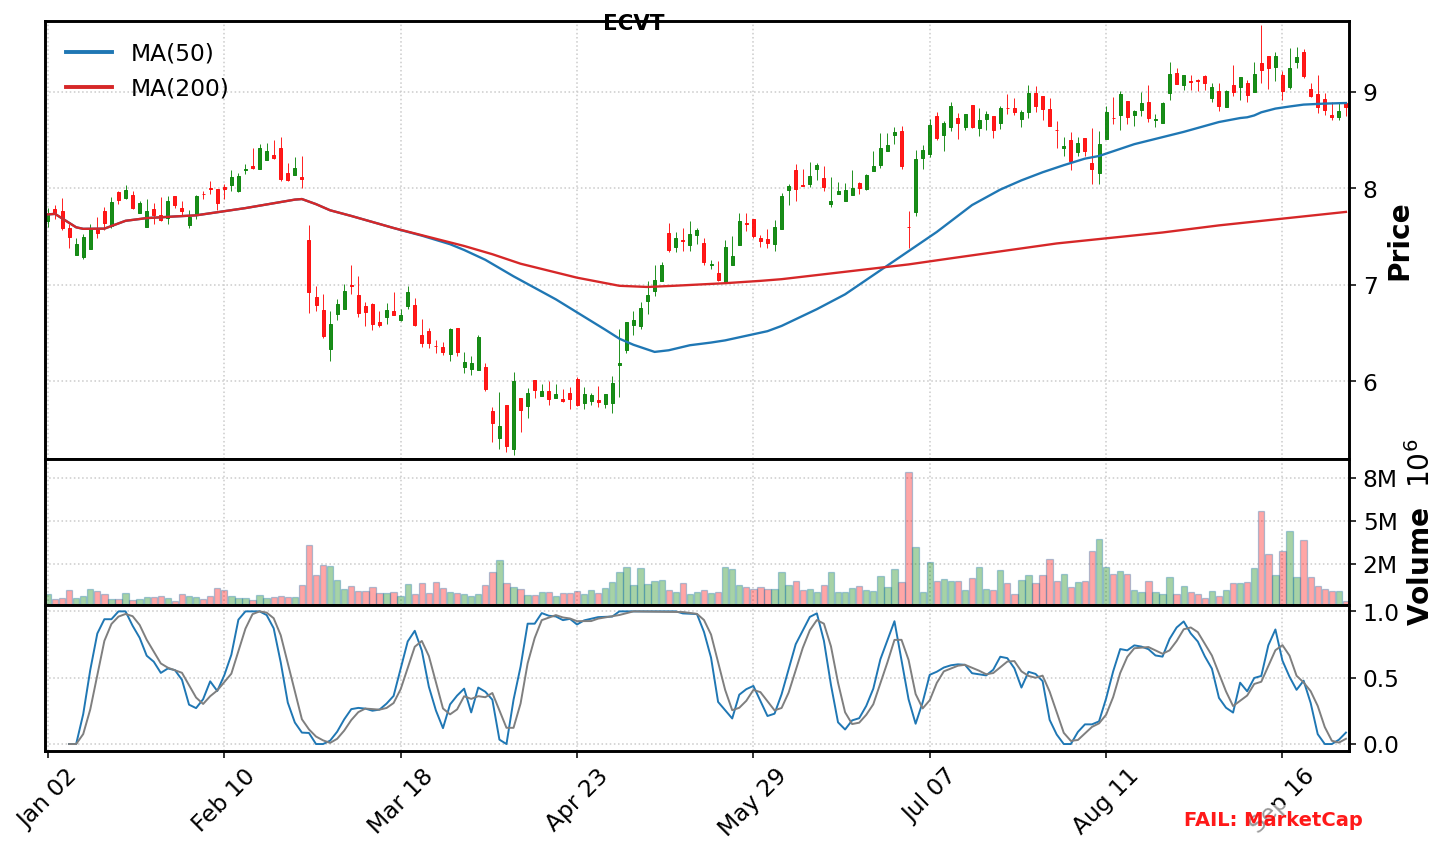 ECVT
MA(50)
MA(200)
9
8
7
6
Price
10^6
8M
5M
2M
Volume
1.0
0.5
0.0
Jan 02
Feb 10
Mar 18
Apr 23
May 29
Jul 07
Aug 11
Sep 16
FAIL: MarketCap